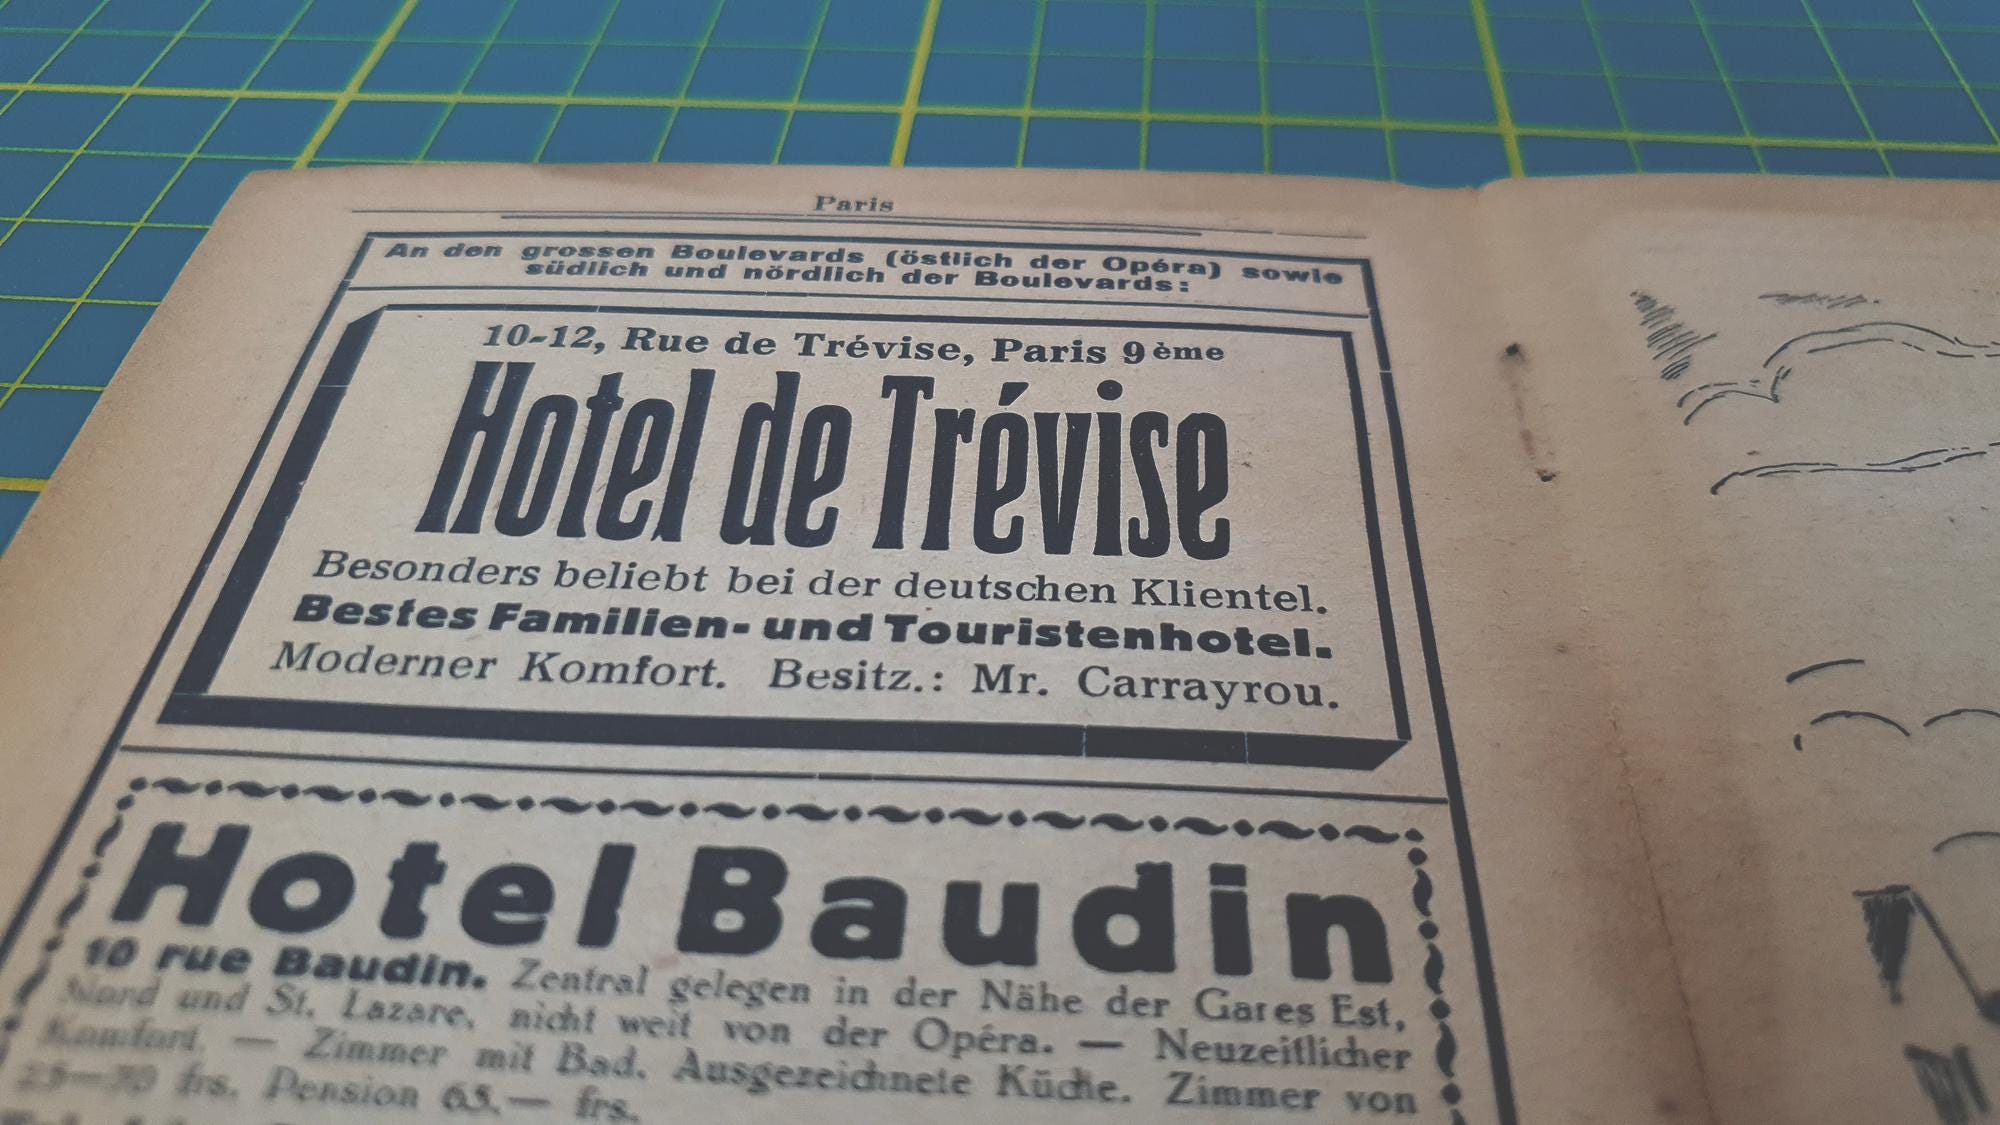 Paris
An den grossen Boulevards (östlich der Opéra) sowie
südlich und nördlich der Boulevards:
10-12, Rue de Trévise, Paris 9ème
Hotel de Trévise
Besonders beliebt bei der deutschen Klientel.
Bestes Familien- und Touristenhotel.
Moderner Komfort. Besitz.: Mr. Carrayrou.
Hotel Baudin
10 rue Baudin. Zentral gelegen in der Nähe der Gares Est,
Nord und St. Lazare, nicht weit von der Opéra. — Neuzeitlicher
Komfort. — Zimmer mit Bad. Ausgezeichnete Küche. Zimmer von
frs. Pension 65.— frs.